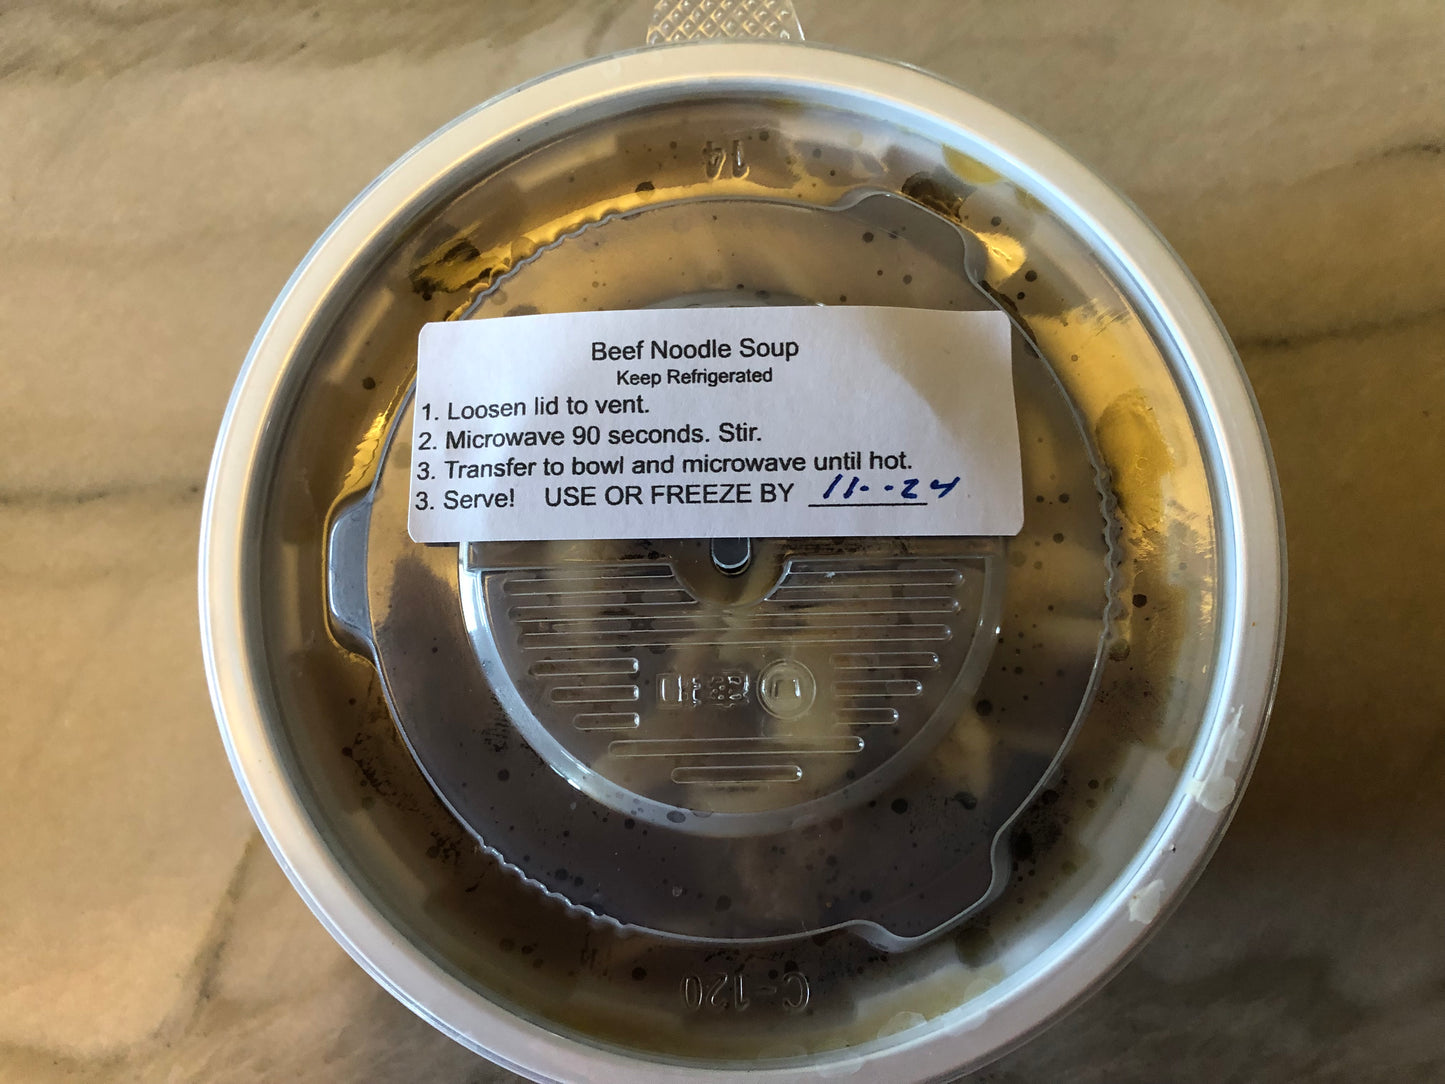 14
Beef Noodle Soup
Keep Refrigerated
1. Loosen lid to vent.
2. Microwave 90 seconds. Stir.
3. Transfer to bowl and microwave until hot.
3. Serve! USE OR FREEZE BY 11--24
C-120